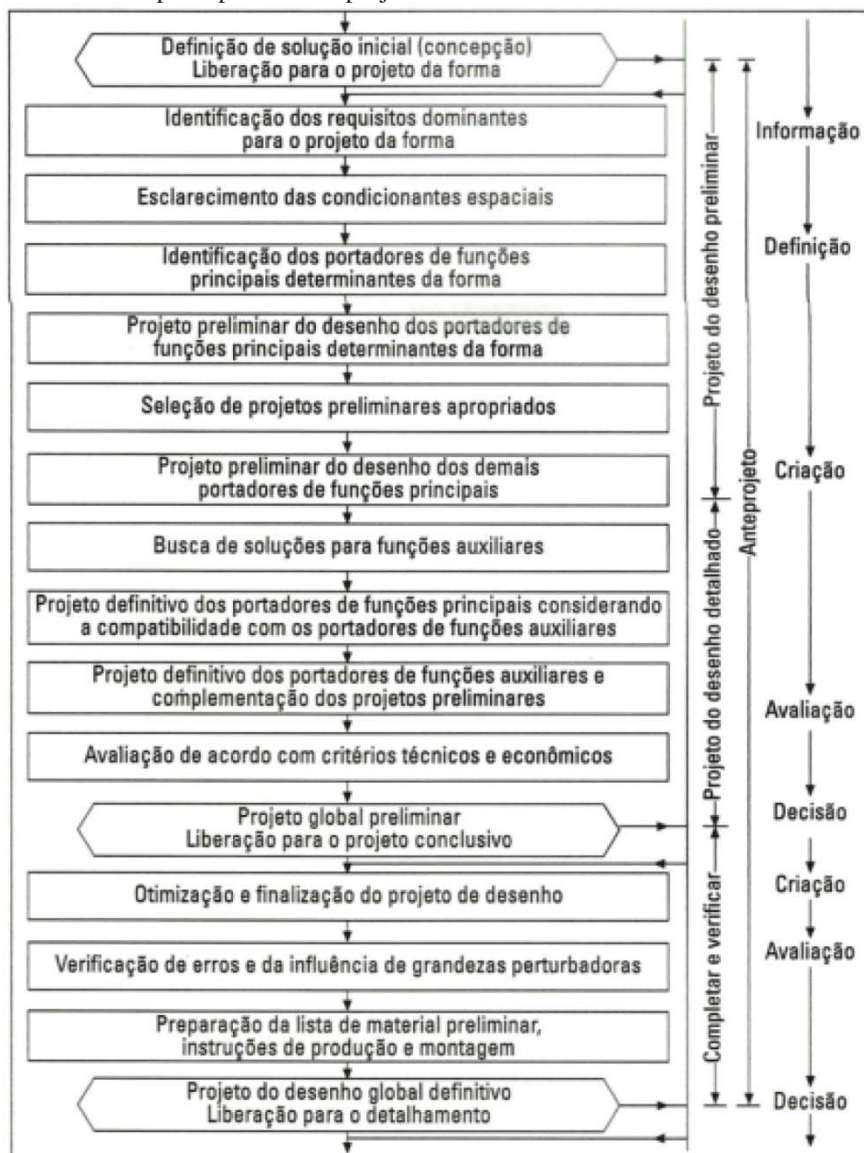 Definição de solução inicial (concepção)
Liberação para o projeto da forma
Identificação dos requisitos dominantes
para o projeto da forma
Esclarecimento das condicionantes espaciais
Identificação dos portadores de funções
principais determinantes da forma
Projeto preliminar do desenho dos portadores de
funções principais determinantes da forma
Seleção de projetos preliminares apropriados
Projeto preliminar do desenho dos demais
portadores de funções principais
Busca de soluções para funções auxiliares
Projeto definitivo dos portadores de funções principais considerando
a compatibilidade com os portadores de funções auxiliares
Projeto definitivo dos portadores de funções auxiliares e
complementação dos projetos preliminares
Avaliação de acordo com critérios técnicos e econômicos
Projeto global preliminar
Liberação para o projeto conclusivo
Otimização e finalização do projeto de desenho
Verificação de erros e da influência de grandezas perturbadoras
Preparação da lista de material preliminar,
instruções de produção e montagem
Projeto do desenho global definitivo
Liberação para o detalhamento
Projeto do desenho preliminar
Projeto do desenho detalhado
Completar e verificar
Anteprojeto
Informação
Definição
Criação
Avaliação
Decisão
Criação
Avaliação
Decisão